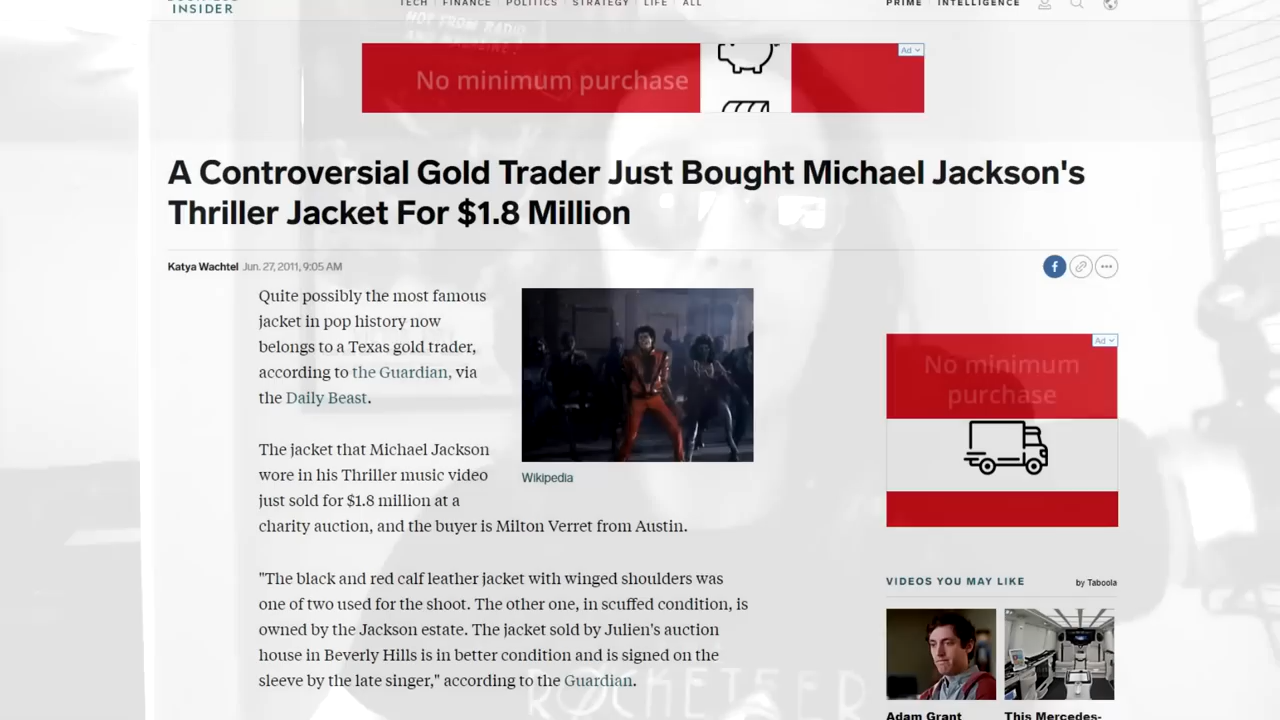 INSIDER
TECH FINANCE POLITICS STRATEGY LIFE ALL
PRIME INTELLIGENCE
NOT FROM RADIO
AND MAGAZINE!
Ad
No minimum purchase
A Controversial Gold Trader Just Bought Michael Jackson's
Thriller Jacket For $1.8 Million
Katya Wachtel Jun. 27, 2011, 9:05 AM
f
Quite possibly the most famous
jacket in pop history now
belongs to a Texas gold trader,
according to the Guardian, via
the Daily Beast.
The jacket that Michael Jackson
wore in his Thriller music video
just sold for $1.8 million at a
charity auction, and the buyer is Milton Verret from Austin.
Wikipedia
"The black and red calf leather jacket with winged shoulders was
one of two used for the shoot. The other one, in scuffed condition, is
owned by the Jackson estate. The jacket sold by Julien's auction
house in Beverly Hills is in better condition and is signed on the
sleeve by the late singer," according to the Guardian.
Ad
No minimum
purchase
VIDEOS YOU MAY LIKE
by Taboola
Adam Grant
This Mercedes-
ROCKETEER